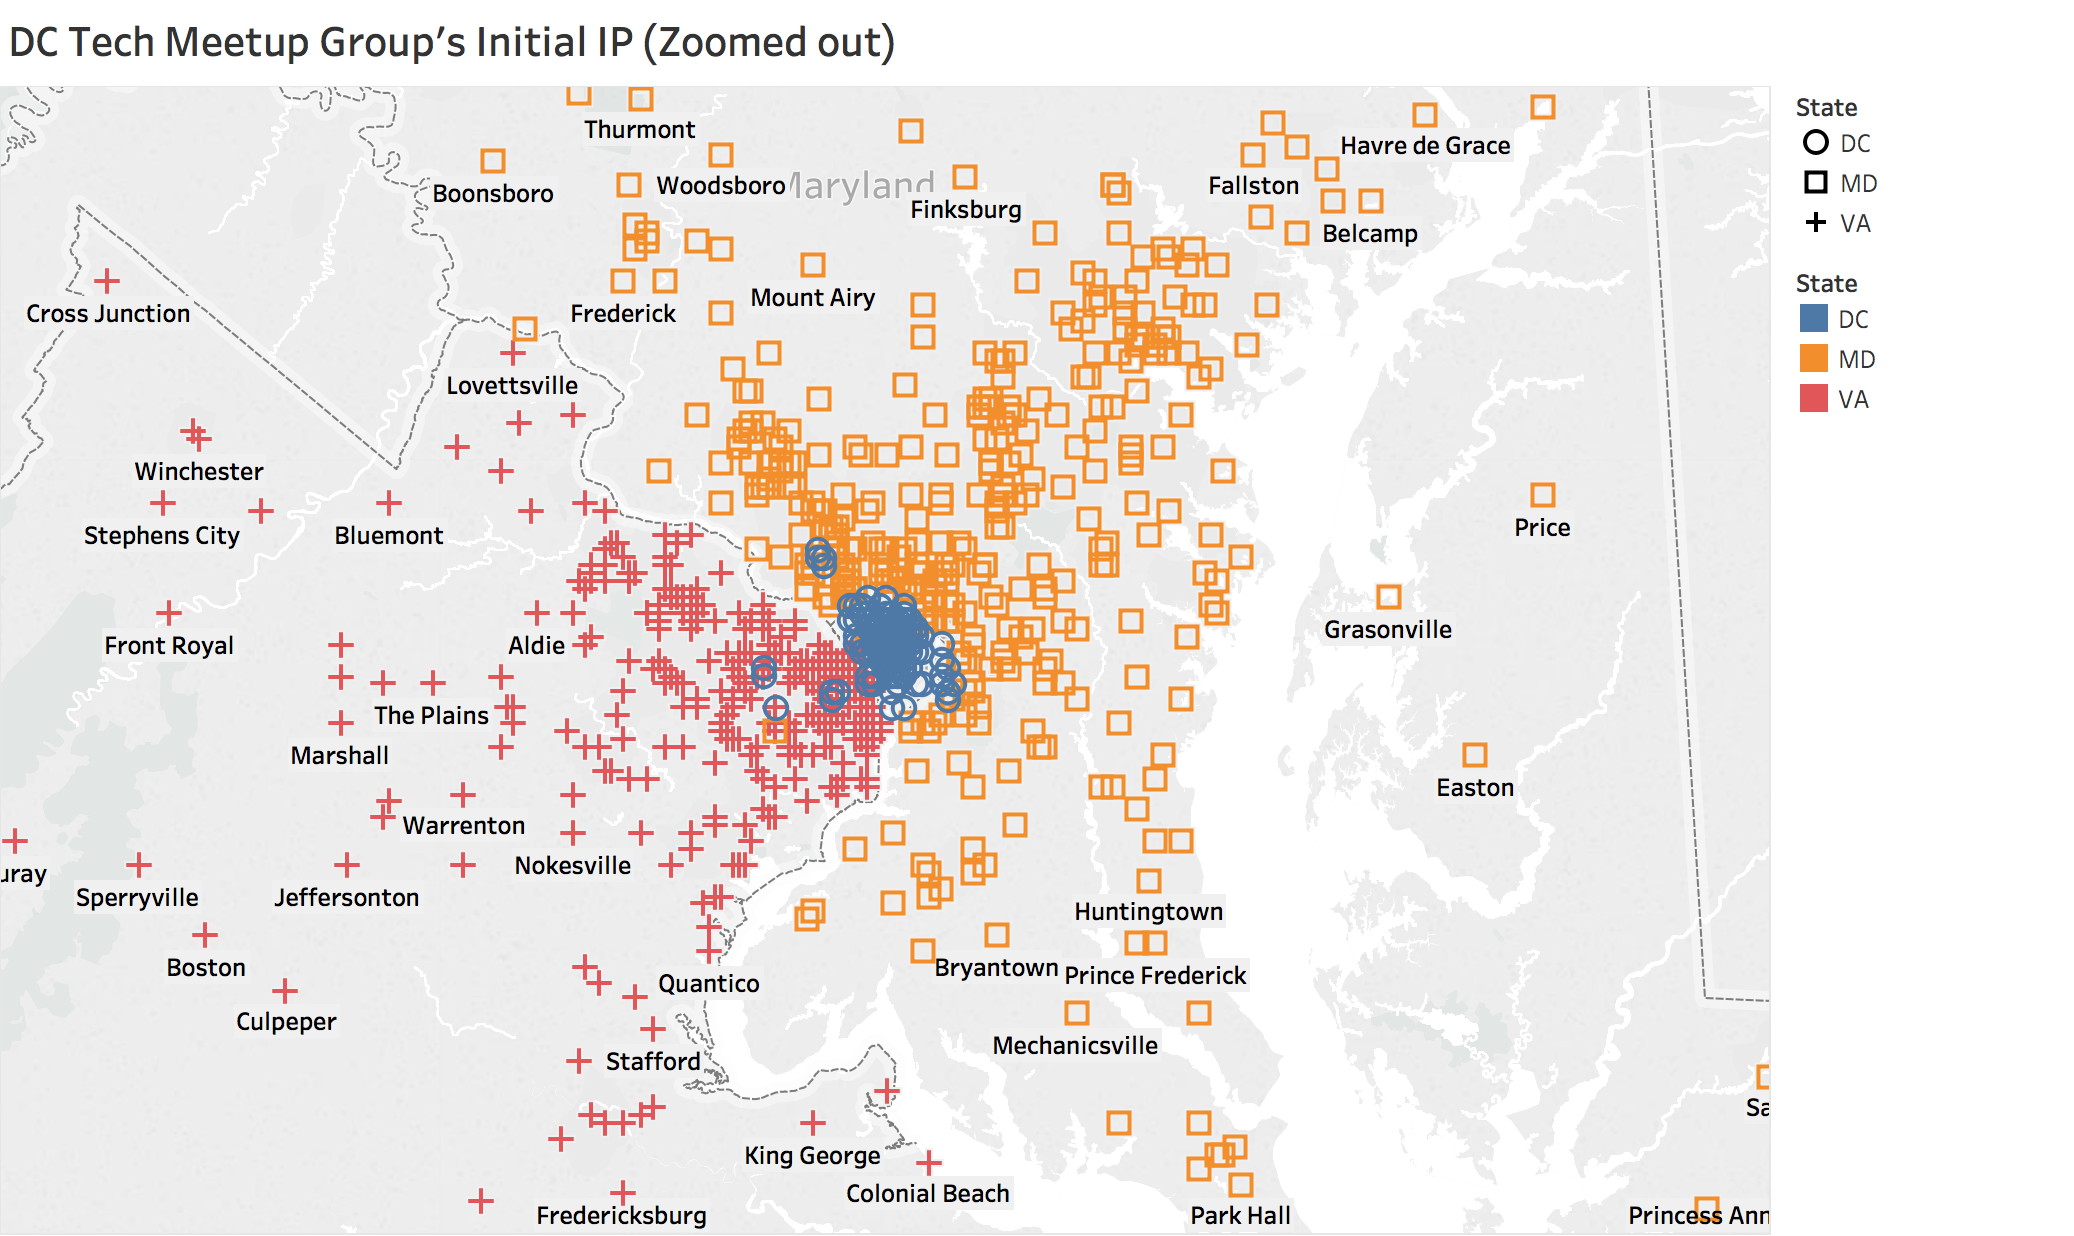 DC Tech Meetup Group's Initial IP (Zoomed out)
State
DC
MD
VA
State
DC
MD
VA
Thurmont
Havre de Grace
Boonsboro
Woodsboro
Maryland
Fallston
Finksburg
Belcamp
Mount Airy
Cross Junction
Frederick
Lovettsville
Winchester
Price
Stephens City
Bluemont
Grasonville
Front Royal
Aldie
The Plains
Marshall
Easton
Warrenton
Nokesville
uray
Sperryville
Jeffersonton
Huntingtown
Boston
Bryantown
Prince Frederick
Quantico
Culpeper
Mechanicsville
Stafford
Sa
King George
Colonial Beach
Fredericksburg
Park Hall
Princess Ann